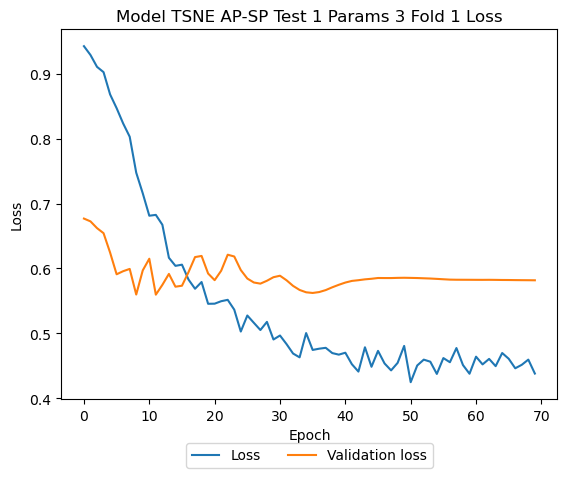 Model TSNE AP-SP Test 1 Params 3 Fold 1 Loss
0.9
0.8
0.7
0.6
0.5
0.4
Loss
0 10 20 30 40 50 60 70
Epoch
Loss Validation loss